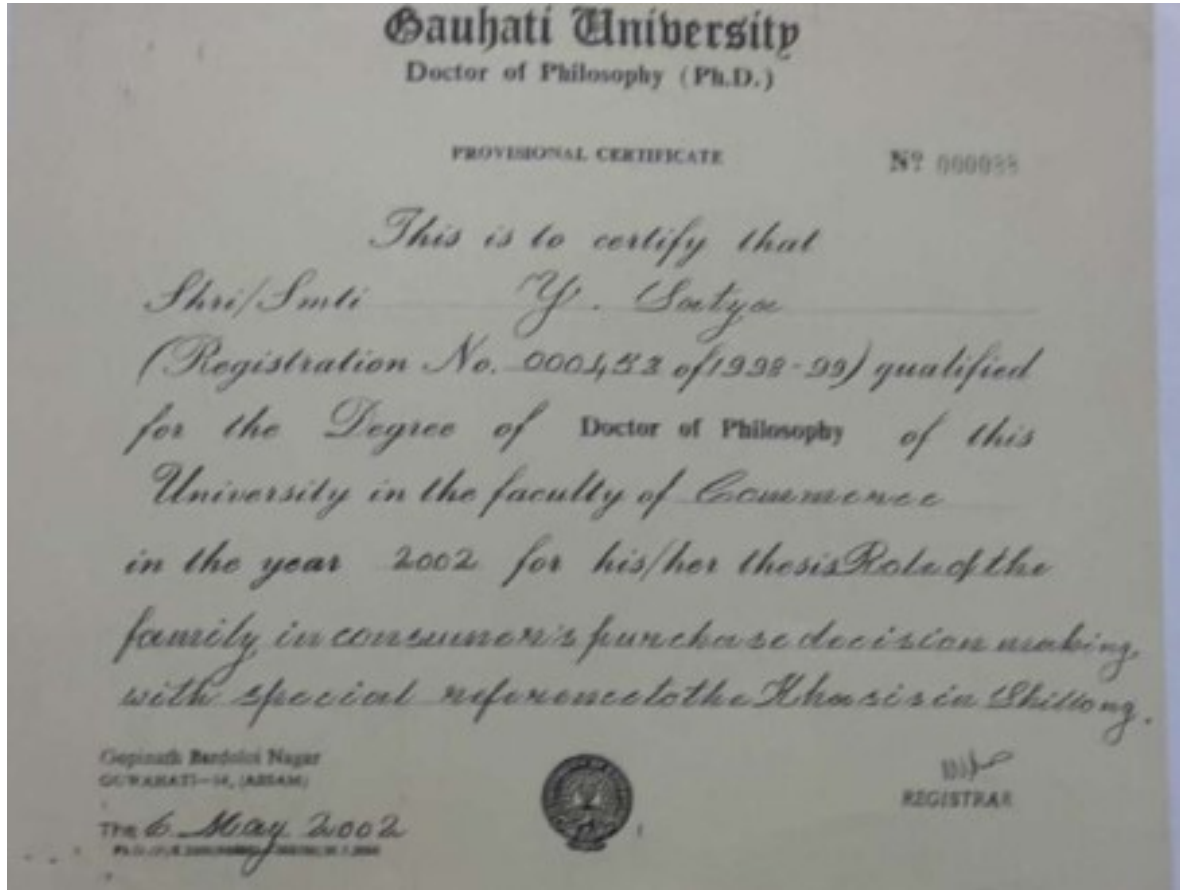 Gauhati University
Doctor of Philosophy (Ph.D.)
PROVISIONAL CERTIFICATE
Nº 000088
This is to certify that
Shri/Smti Y. Satya
(Registration No. of 1998-99) qualified
for the Degree of Doctor of Philosophy of this
University in the faculty of Commerce
in the year 2002 for his/her thesis Role of the
family in consumer's purchase decision making
with special reference to the Khasis in Shillong.
Gopinath Bardoloi Nagar
GUWAHATI-14, (ASSAM)
The 6 May 2002
REGISTRAR